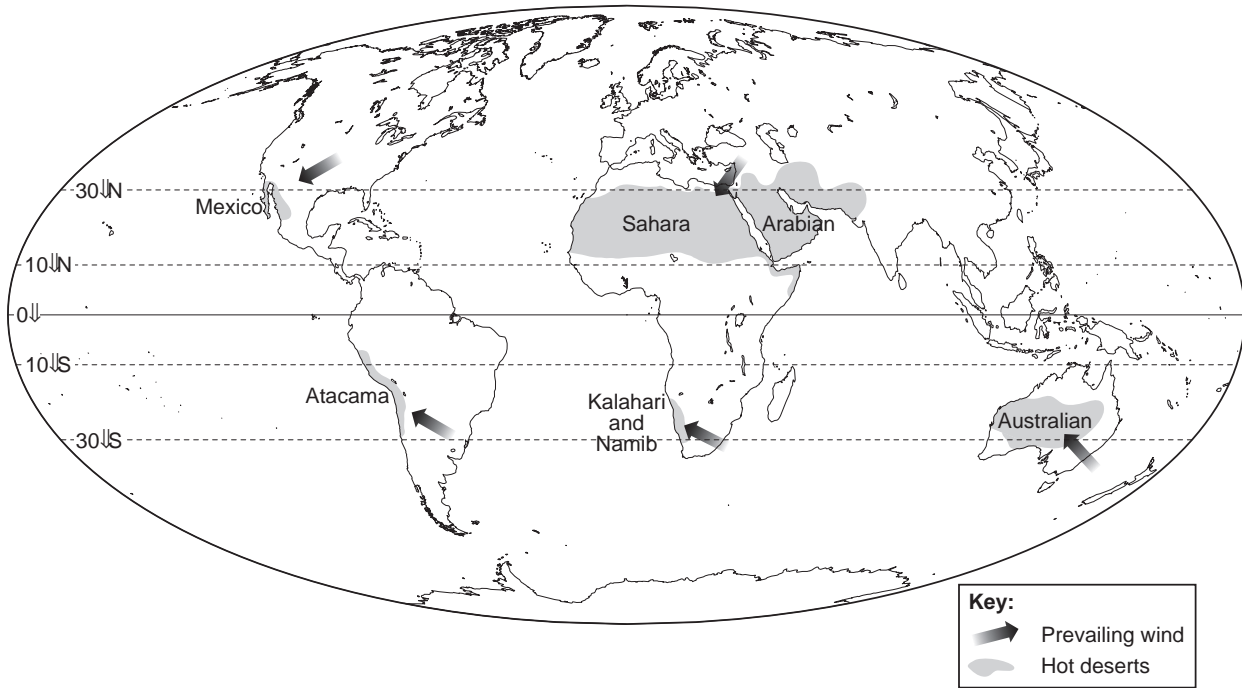 30⇓N
Mexico
Sahara
Arabian
10⇓N
0⇓
10⇓S
Atacama
Kalahari
and
Namib
Australian
30⇓S
Key:
Prevailing wind
Hot deserts